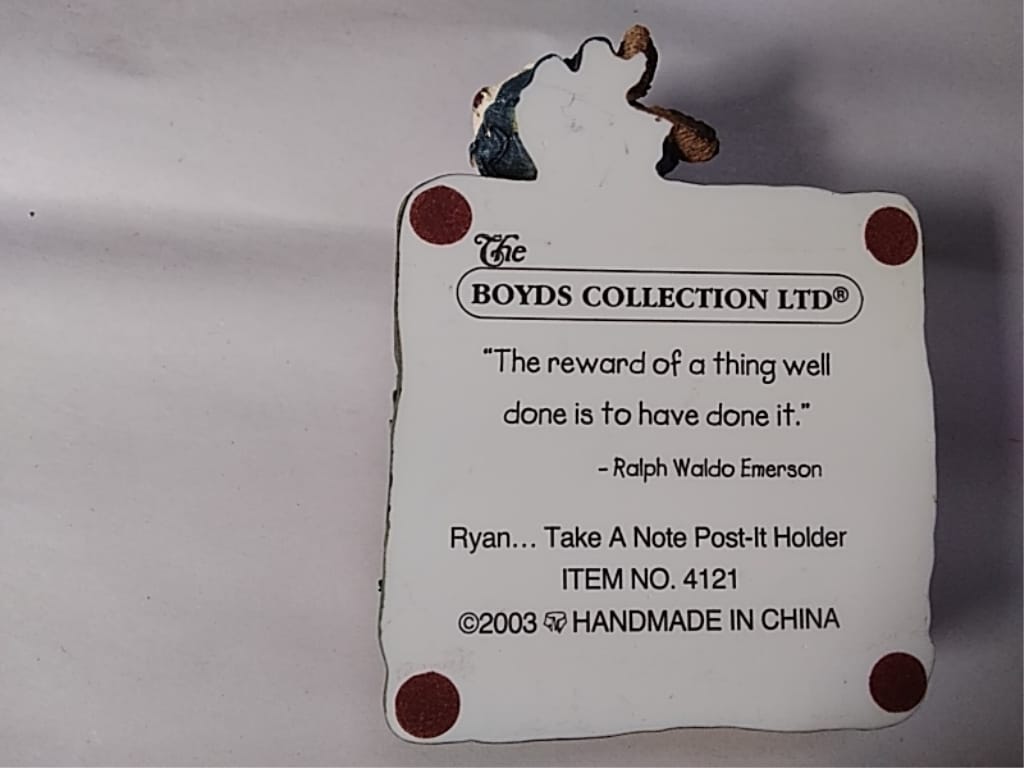 The
BOYDS COLLECTION LTD®
“The reward of a thing well
done is to have done it.”
– Ralph Waldo Emerson
Ryan... Take A Note Post-It Holder
ITEM NO. 4121
©2003 HANDMADE IN CHINA